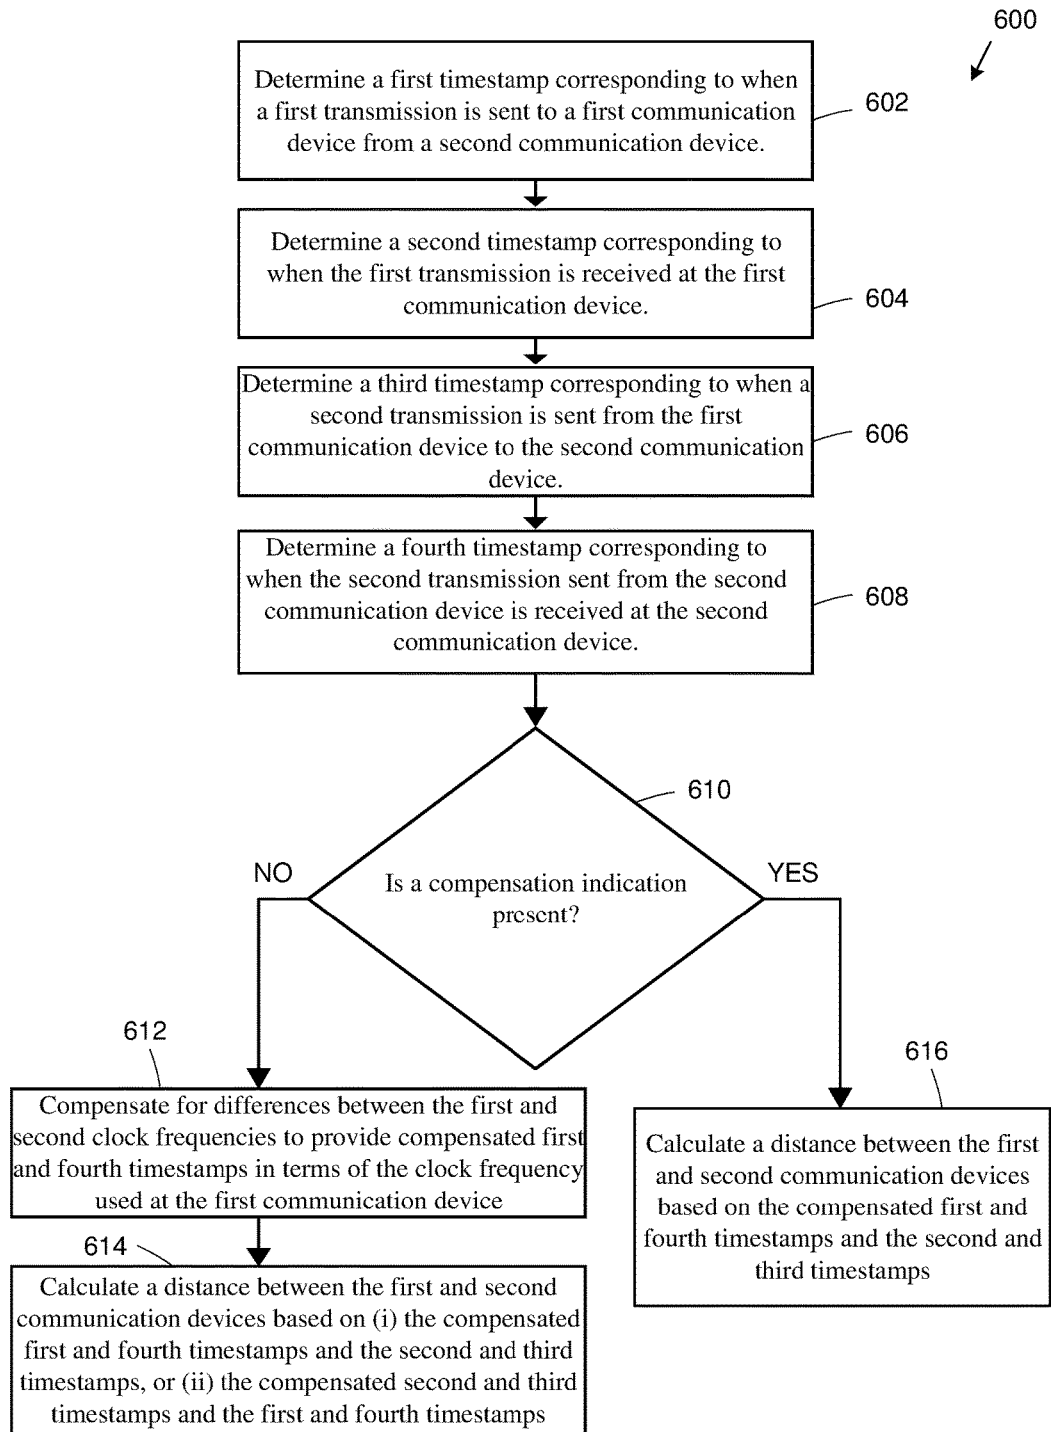 600
Determine a first timestamp corresponding to when
a first transmission is sent to a first communication
device from a second communication device.
602
Determine a second timestamp corresponding to
when the first transmission is received at the first
communication device.
604
Determine a third timestamp corresponding to when a
second transmission is sent from the first
communication device to the second communication
device.
606
Determine a fourth timestamp corresponding to
when the second transmission sent from the second
communication device is received at the second
communication device.
608
610
Is a compensation indication
present?
NO
YES
612
Compensate for differences between the first and
second clock frequencies to provide compensated first
and fourth timestamps in terms of the clock frequency
used at the first communication device
614
Calculate a distance between the first and second
communication devices based on (i) the compensated
first and fourth timestamps and the second and third
timestamps, or (ii) the compensated second and third
timestamps and the first and fourth timestamps
616
Calculate a distance between the first
and second communication devices
based on the compensated first and
fourth timestamps and the second and
third timestamps